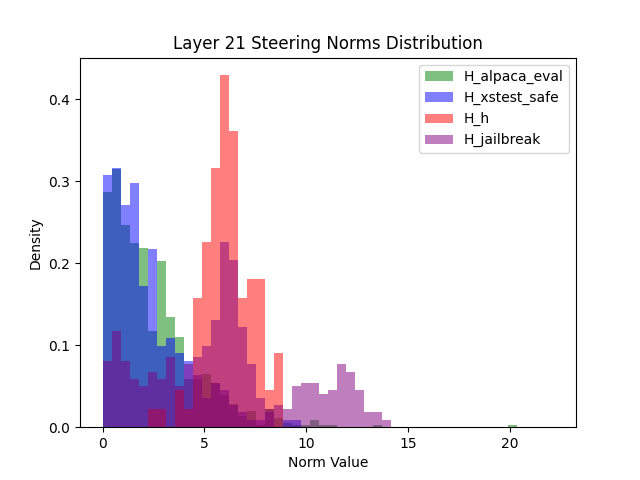 Layer 21 Steering Norms Distribution
H_alpaca_eval
H_xstest_safe
H_h
H_jailbreak
Density
0.4
0.3
0.2
0.1
0.0
0
5
10
15
20
Norm Value